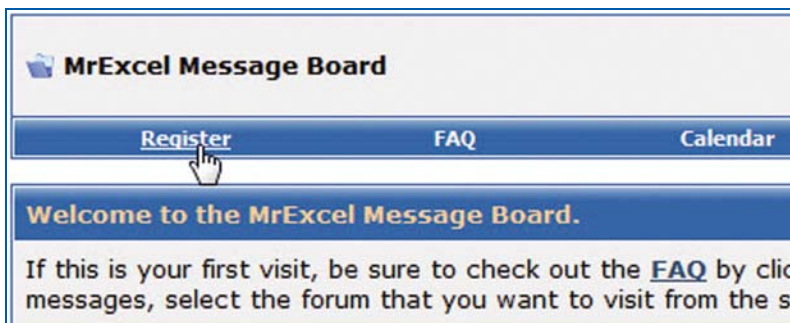 MrExcel Message Board
Register FAQ Calendar
Welcome to the MrExcel Message Board.
If this is your first visit, be sure to check out the FAQ by
messages, select the forum that you want to visit from the